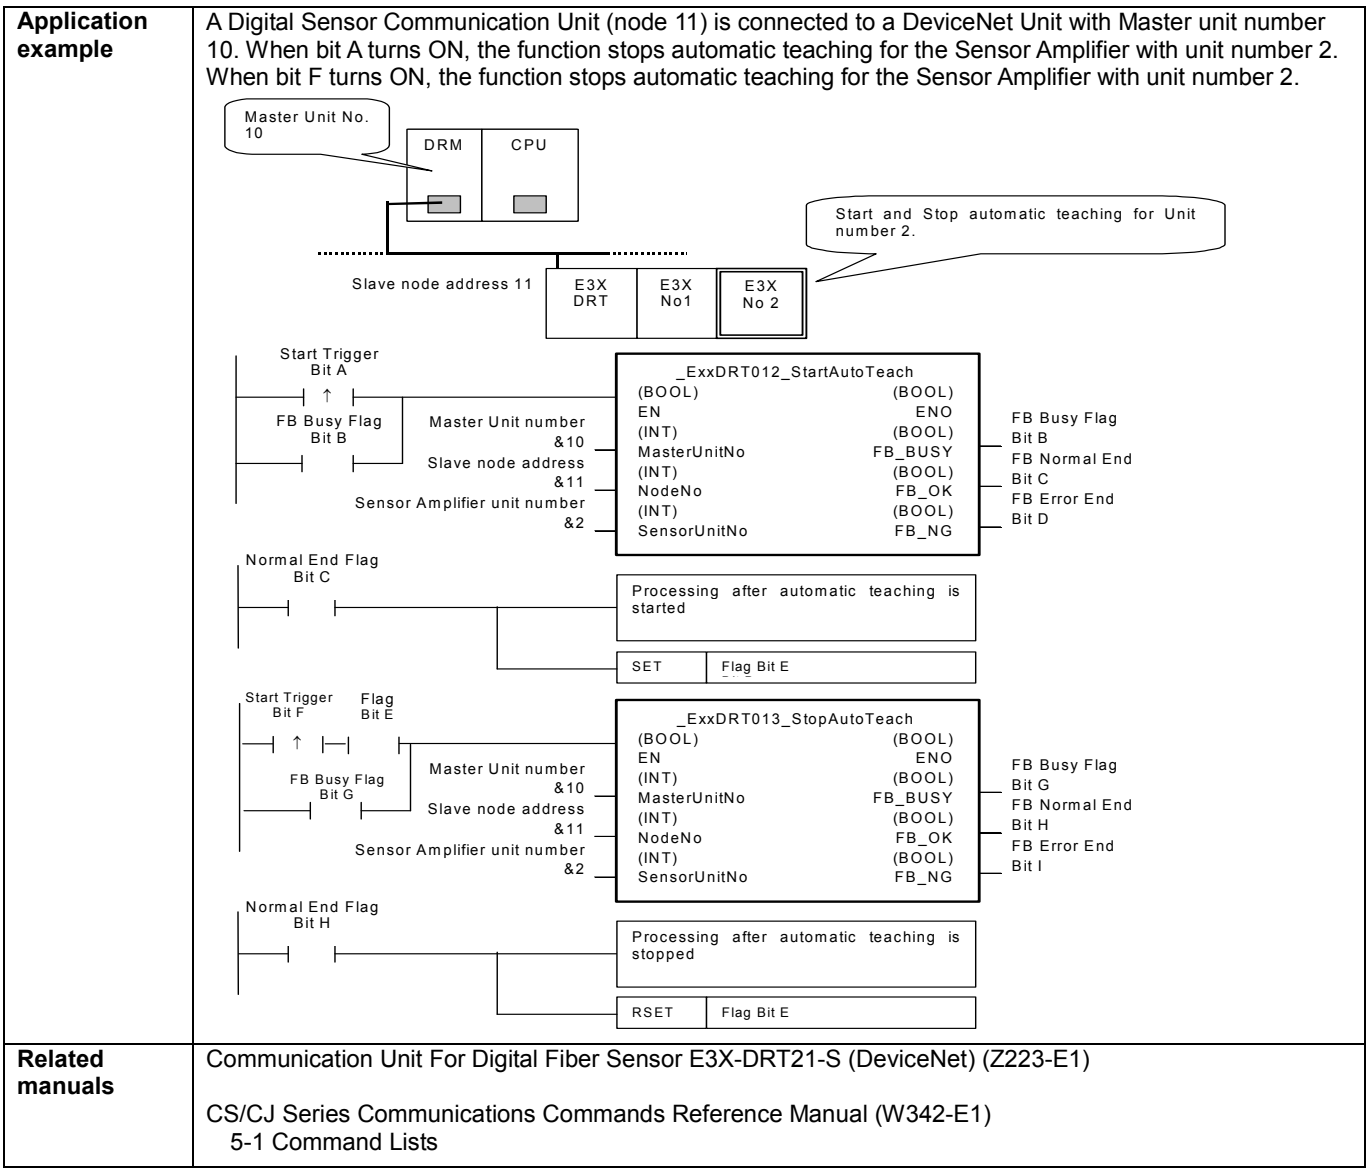 Application
example
A Digital Sensor Communication Unit (node 11) is connected to a DeviceNet Unit with Master unit number
10. When bit A turns ON, the function stops automatic teaching for the Sensor Amplifier with unit number 2.
When bit F turns ON, the function stops automatic teaching for the Sensor Amplifier with unit number 2.
Master Unit No.
10
DRM
CPU
Start and Stop automatic teaching for Unit
number 2.
Slave node address 11
E3X
DRT
E3X
No1
E3X
No 2
Start Trigger
Bit A
↑
FB Busy Flag
Bit B
Master Unit number
&10
Slave node address
&11
Sensor Amplifier unit number
&2
_ExxDRT012_StartAutoTeach
(BOOL) (BOOL)
EN ENO
(INT) (BOOL)
MasterUnitNo FB_BUSY
(INT) (BOOL)
NodeNo FB_OK
(INT) (BOOL)
SensorUnitNo FB_NG
FB Busy Flag
Bit B
FB Normal End
Bit C
FB Error End
Bit D
Normal End Flag
Bit C
Processing after automatic teaching is
started
SET Flag Bit E
Start Trigger
Bit F
Flag
Bit E
↑
FB Busy Flag
Bit G
Master Unit number
&10
Slave node address
&11
Sensor Amplifier unit number
&2
_ExxDRT013_StopAutoTeach
(BOOL) (BOOL)
EN ENO
(INT) (BOOL)
MasterUnitNo FB_BUSY
(INT) (BOOL)
NodeNo FB_OK
(INT) (BOOL)
SensorUnitNo FB_NG
FB Busy Flag
Bit G
FB Normal End
Bit H
FB Error End
Bit I
Normal End Flag
Bit H
Processing after automatic teaching is
stopped
RSET Flag Bit E
Related
manuals
Communication Unit For Digital Fiber Sensor E3X-DRT21-S (DeviceNet) (Z223-E1)
CS/CJ Series Communications Commands Reference Manual (W342-E1)
5-1 Command Lists